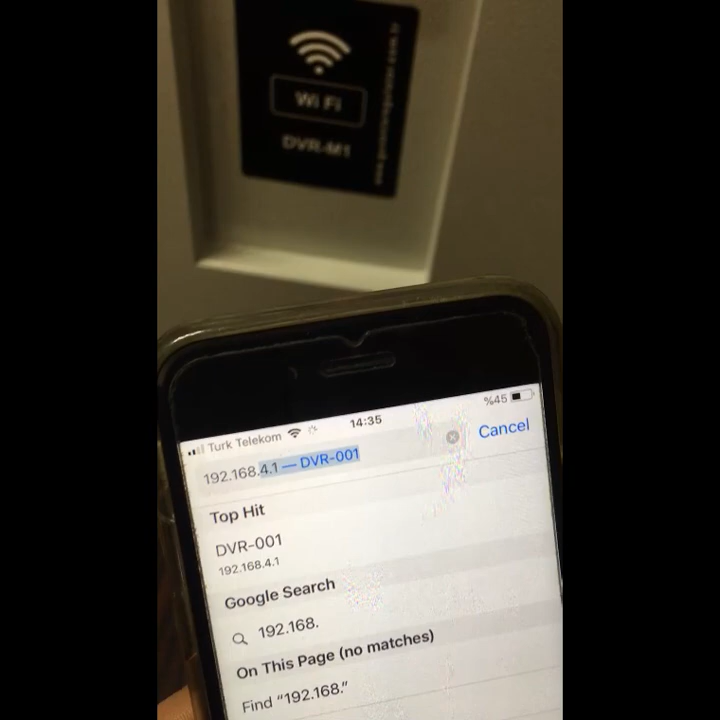 Wi Fi
DVR-M1
Turk Telekom
14:35
%45
192.168.4.1 — DVR-001
Cancel
Top Hit
DVR-001
192.168.4.1
Google Search
192.168.
On This Page (no matches)
Find “192.168.”